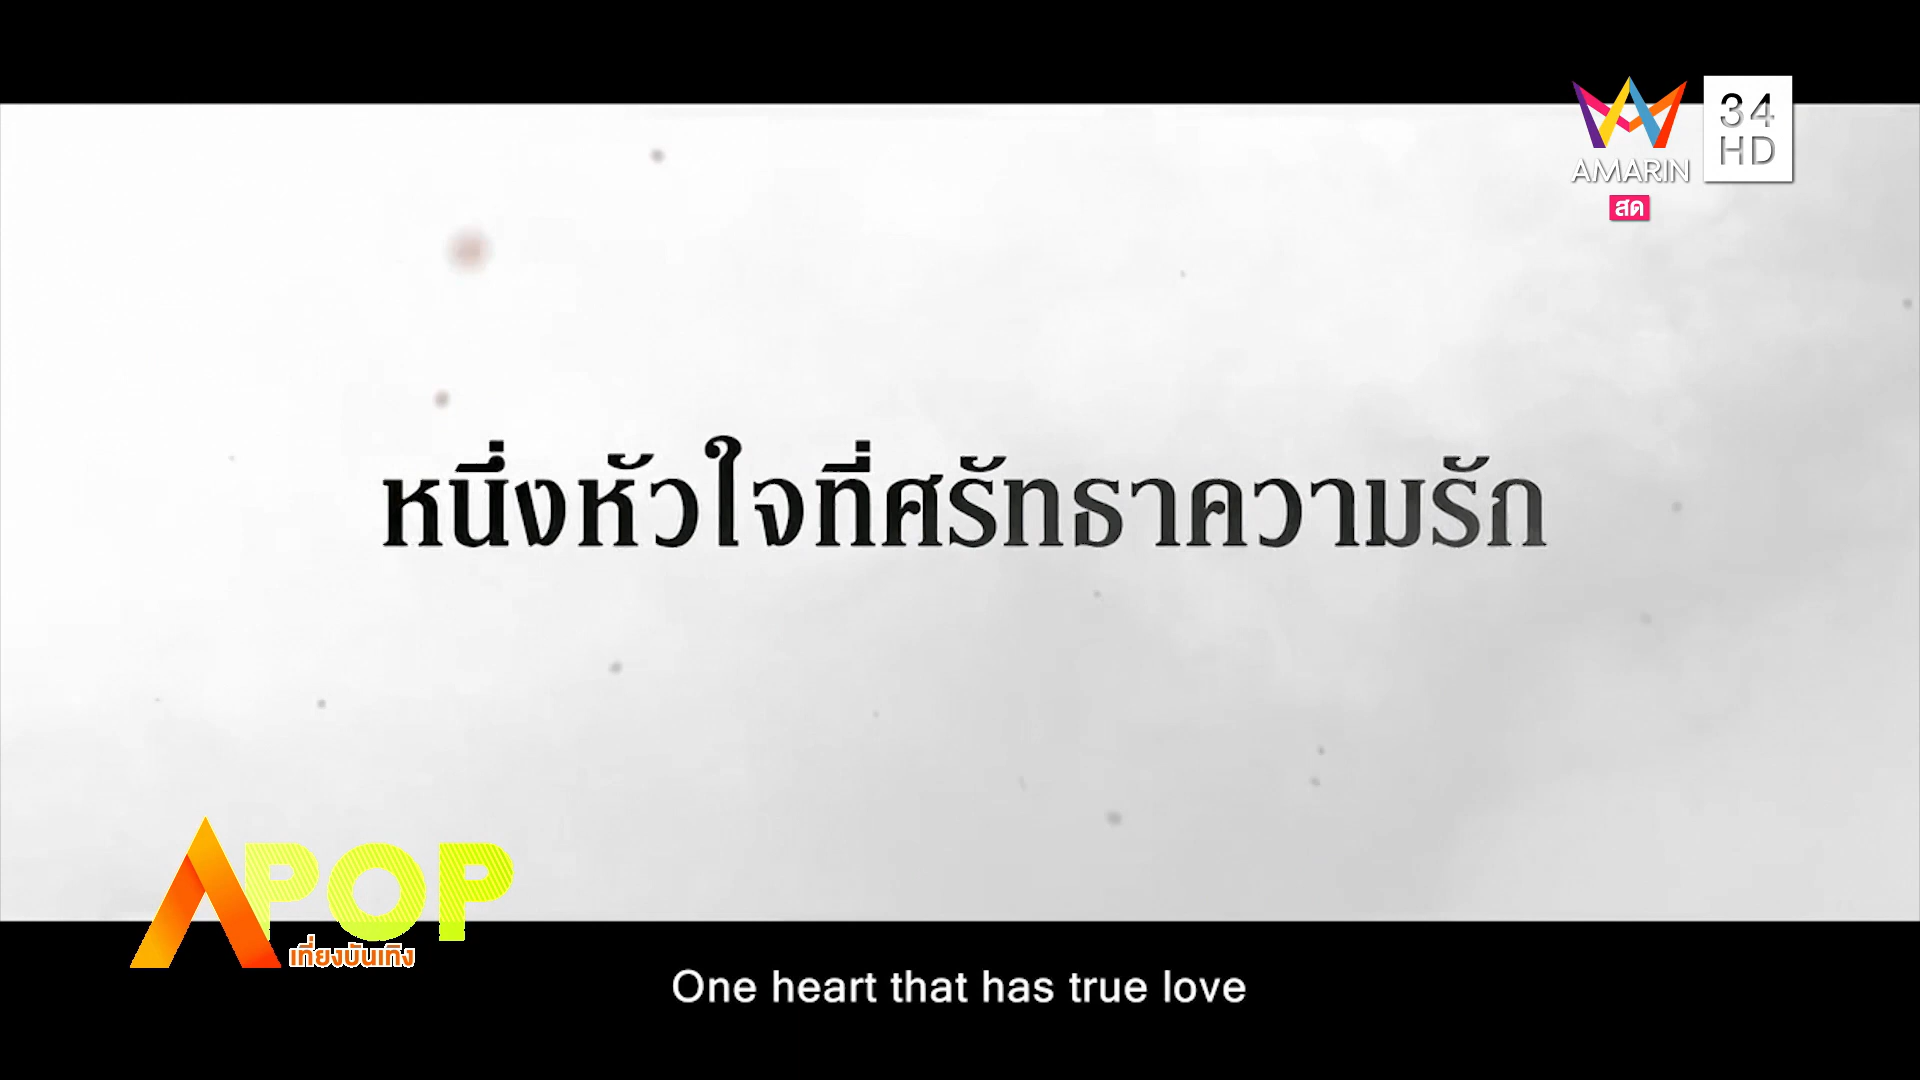 AMARIN
34
HD
สด
หนึ่งหัวใจที่ศรัทธาความรัก
APOP
เที่ยงบันเทิง
One heart that has true love